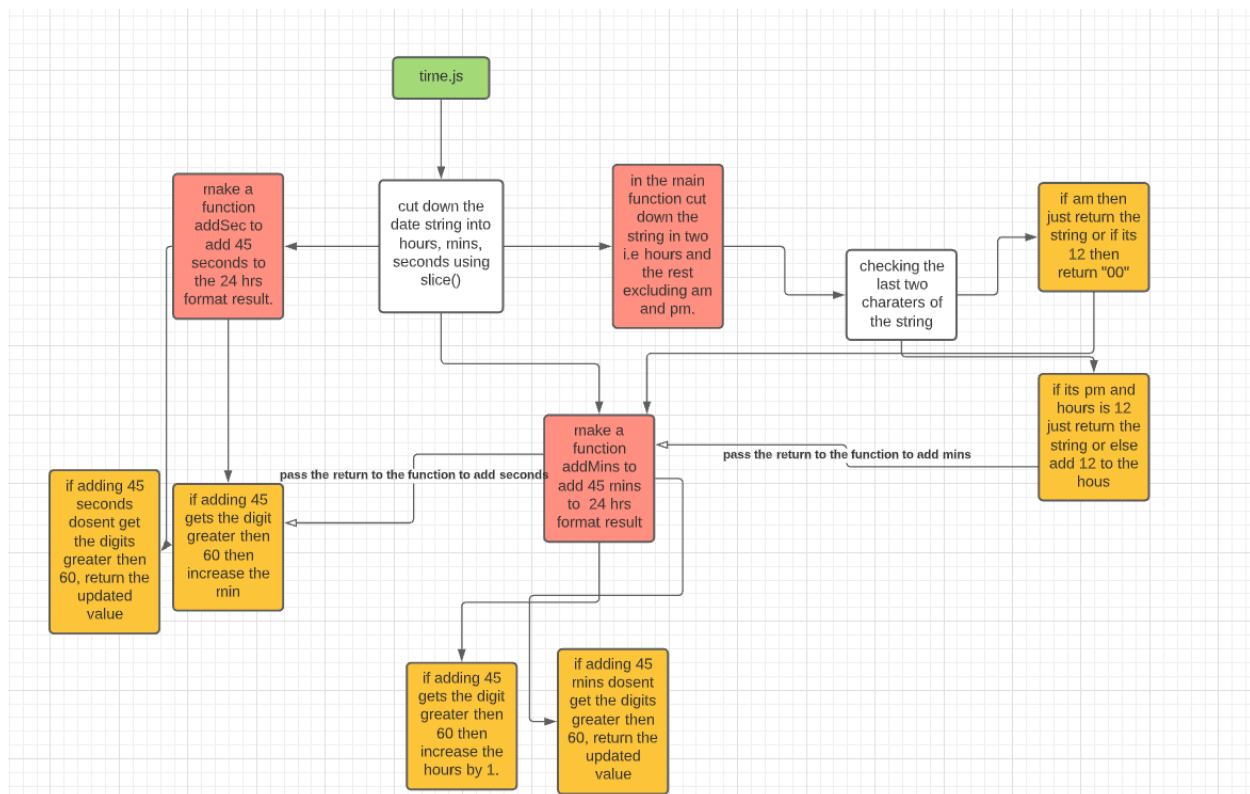 time.js
make a
function
addSec to
add 45
seconds to
the 24 hrs
format result.
cut down the
date string into
hours, mins,
seconds using
slice()
in the main
function cut
down the
string in two
i.e hours and
the rest
excluding am
and pm.
checking the
last two
charaters of
the string
if am then
just return the
string or if its
12 then
return "00"
if its pm and
hours is 12
just return the
string or else
add 12 to the
hous
pass the return to the function to add mins
make a
function
addMins to
add 45 mins
to 24 hrs
format result
pass the return to the function to add seconds
if adding 45
seconds
dosent get
the digits
greater then
60, return the
updated
value
if adding 45
gets the digit
greater then
60 then
increase the
min
if adding 45
gets the digit
greater then
60 then
increase the
hours by 1.
if adding 45
mins dosent
get the digits
greater then
60, return the
updated
value